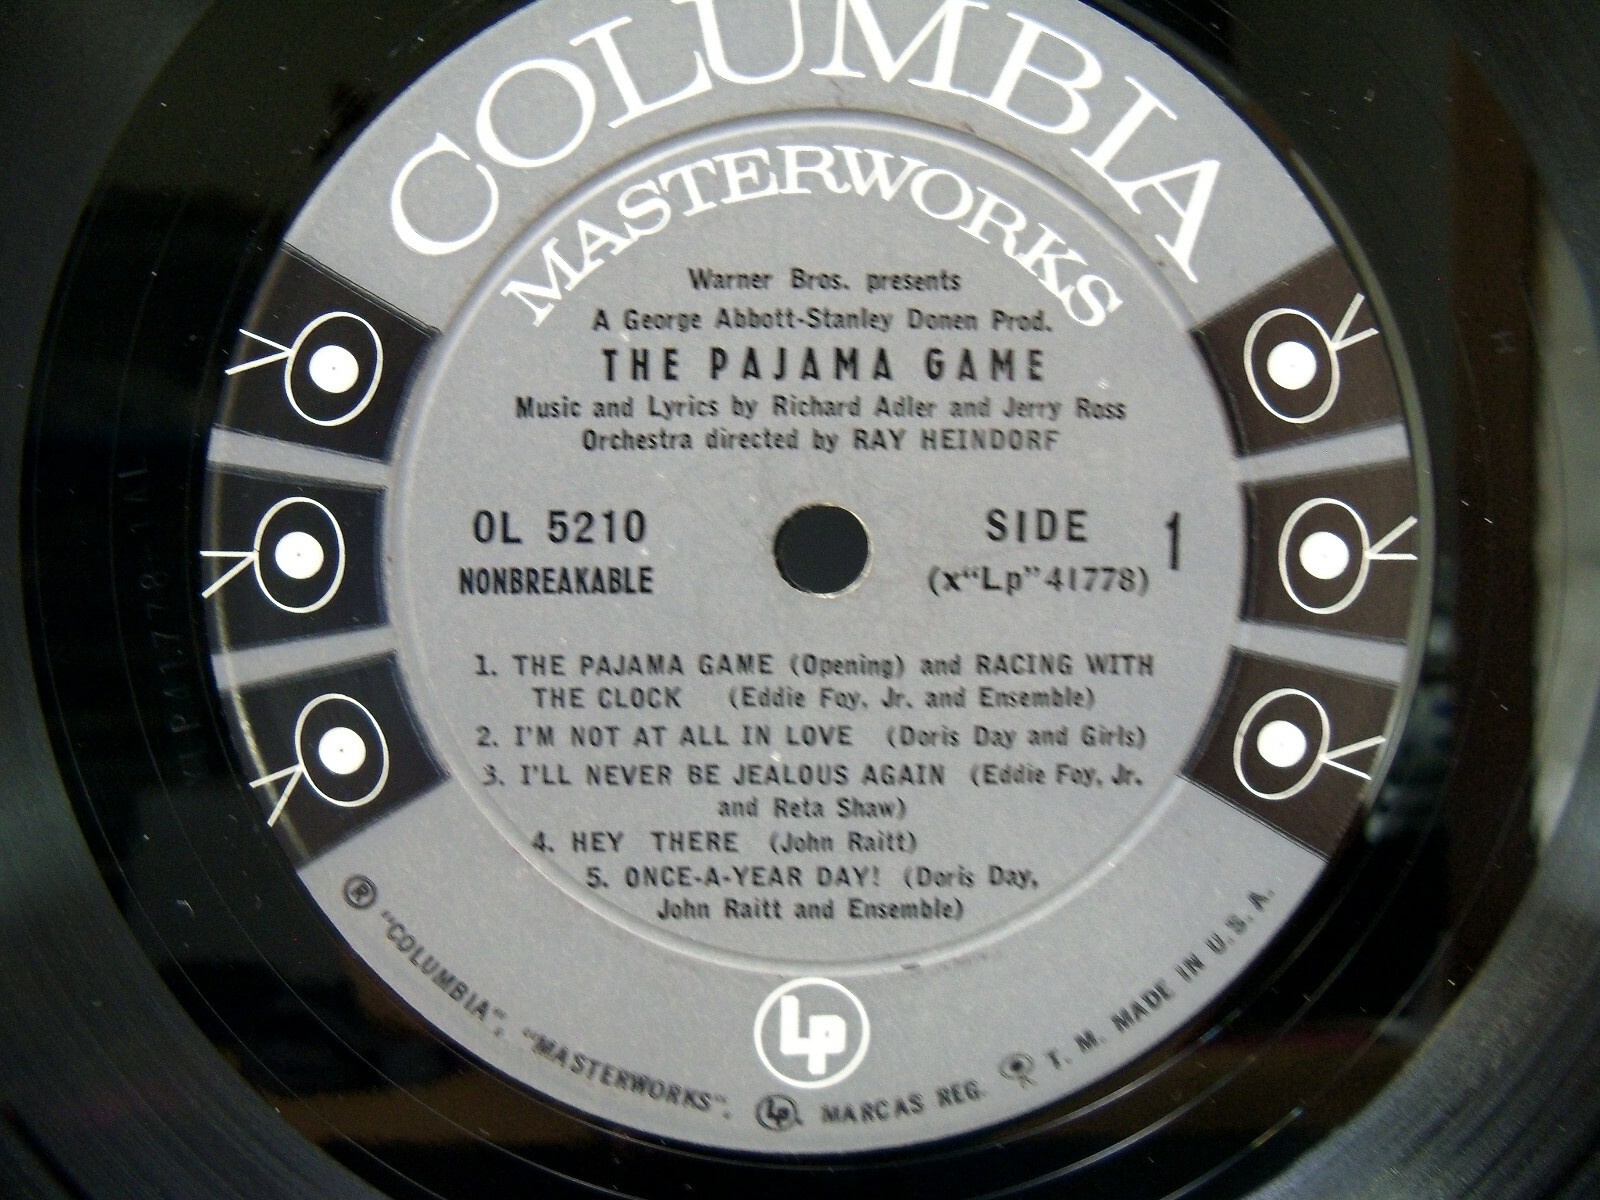 COLUMBIA
MASTERWORKS
Warner Bros. presents
A George Abbott-Stanley Donen Prod.
THE PAJAMA GAME
Music and Lyrics by Richard Adler and Jerry Ross
Orchestra directed by RAY HEINDORF
OL 5210
NONBREAKABLE
SIDE 1
(x“Lp”41778)
1. THE PAJAMA GAME (Opening) and RACING WITH
THE CLOCK (Eddie Foy, Jr. and Ensemble)
2. I'M NOT AT ALL IN LOVE (Doris Day and Girls)
3. I'LL NEVER BE JEALOUS AGAIN (Eddie Foy, Jr.
and Reta Shaw)
4. HEY THERE (John Raitt)
5. ONCE-A-YEAR DAY! (Doris Day,
John Raitt and Ensemble)
Lp
® “COLUMBIA”, “MASTERWORKS”, Lp, MARCAS REG. T. M. MADE IN U.S.A.